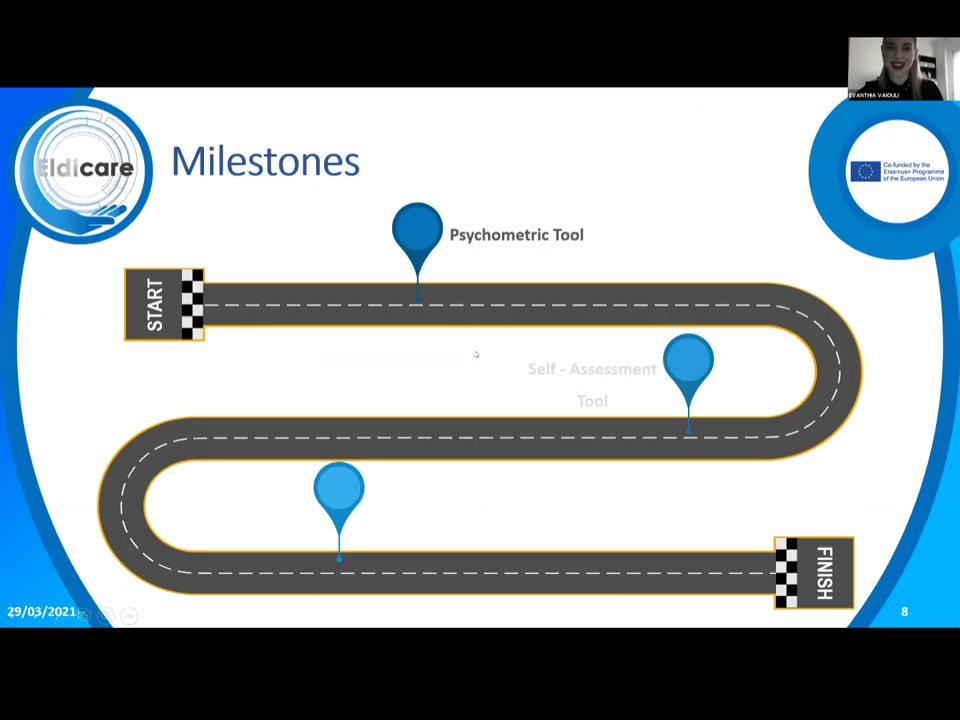 EVANTHIA VAIOULI
Eldicare
Milestones
Co-funded by the
Erasmus+ Programme
of the European Union
Psychometric Tool
START
Self - Assessment
Tool
FINISH
29/03/2021
8